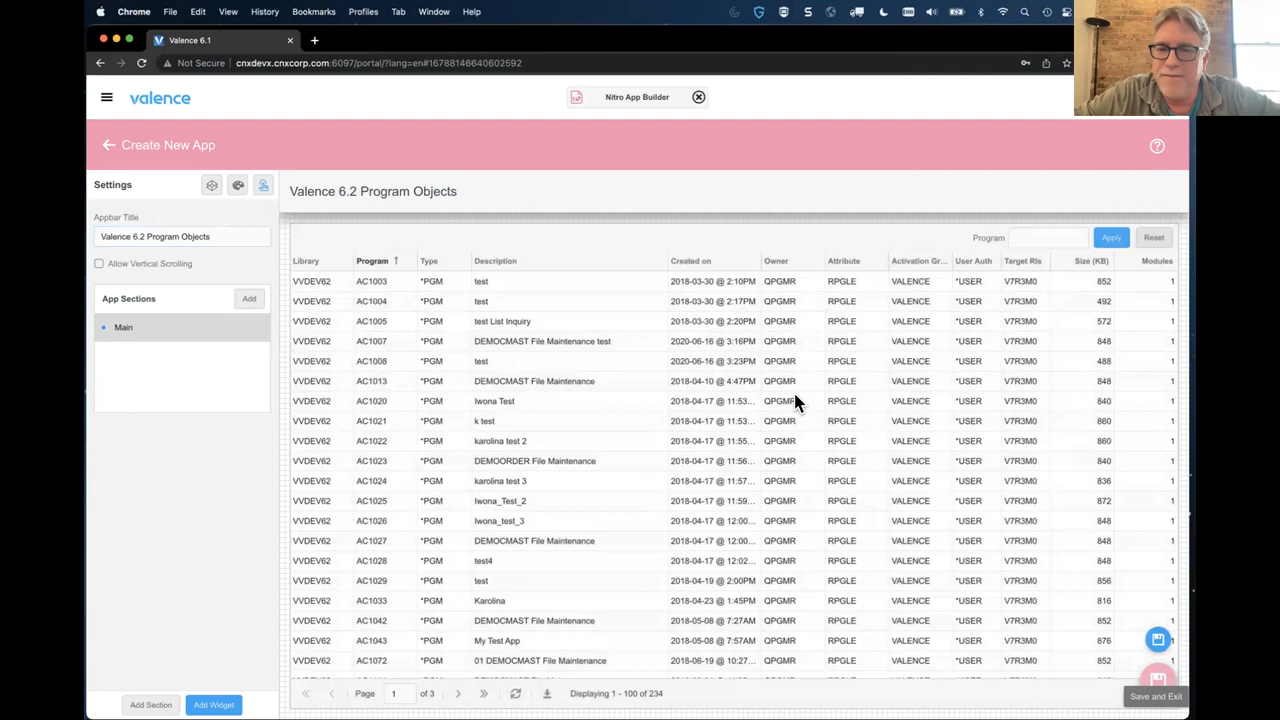 Chrome File Edit View History Bookmarks Profiles Tab Window Help
Valence 6.1
Not Secure cnxdevx.cnxcorp.com:6097/portal/?lang=en#16788146640602592
valence
Nitro App Builder
Create New App
Settings
Valence 6.2 Program Objects
Appbar Title
Valence 6.2 Program Objects
Allow Vertical Scrolling
App Sections Add
Main
Program Apply Reset
Library Program Type Description Created on Owner Attribute Activation Gr... User Auth Target Rls Size (KB) Modules
VVDEV62 AC1003 *PGM test 2018-03-30 @ 2:10PM QPGMR RPGLE VALENCE *USER V7R3M0 852 1
VVDEV62 AC1004 *PGM test 2018-03-30 @ 2:17PM QPGMR RPGLE VALENCE *USER V7R3M0 492 1
VVDEV62 AC1005 *PGM test List Inquiry 2018-03-30 @ 2:20PM QPGMR RPGLE VALENCE *USER V7R3M0 572 1
VVDEV62 AC1007 *PGM DEMOCMAST File Maintenance test 2020-06-16 @ 3:16PM QPGMR RPGLE VALENCE *USER V7R3M0 848 1
VVDEV62 AC1008 *PGM test 2020-06-16 @ 3:23PM QPGMR RPGLE VALENCE *USER V7R3M0 488 1
VVDEV62 AC1013 *PGM DEMOCMAST File Maintenance 2018-04-10 @ 4:47PM QPGMR RPGLE VALENCE *USER V7R3M0 848 1
VVDEV62 AC1020 *PGM Iwona Test 2018-04-17 @ 11:53... QPGMR RPGLE VALENCE *USER V7R3M0 840 1
VVDEV62 AC1021 *PGM k test 2018-04-17 @ 11:53... QPGMR RPGLE VALENCE *USER V7R3M0 860 1
VVDEV62 AC1022 *PGM karolina test 2 2018-04-17 @ 11:55... QPGMR RPGLE VALENCE *USER V7R3M0 860 1
VVDEV62 AC1023 *PGM DEMOORDER File Maintenance 2018-04-17 @ 11:56... QPGMR RPGLE VALENCE *USER V7R3M0 840 1
VVDEV62 AC1024 *PGM karolina test 3 2018-04-17 @ 11:57... QPGMR RPGLE VALENCE *USER V7R3M0 836 1
VVDEV62 AC1025 *PGM Iwona_Test_2 2018-04-17 @ 11:59... QPGMR RPGLE VALENCE *USER V7R3M0 872 1
VVDEV62 AC1026 *PGM Iwona_test_3 2018-04-17 @ 12:00... QPGMR RPGLE VALENCE *USER V7R3M0 848 1
VVDEV62 AC1027 *PGM DEMOCMAST File Maintenance 2018-04-17 @ 12:00... QPGMR RPGLE VALENCE *USER V7R3M0 848 1
VVDEV62 AC1028 *PGM test4 2018-04-17 @ 12:02... QPGMR RPGLE VALENCE *USER V7R3M0 848 1
VVDEV62 AC1029 *PGM test 2018-04-19 @ 2:00PM QPGMR RPGLE VALENCE *USER V7R3M0 856 1
VVDEV62 AC1033 *PGM Karolina 2018-04-23 @ 1:45PM QPGMR RPGLE VALENCE *USER V7R3M0 816 1
VVDEV62 AC1042 *PGM DEMOCMAST File Maintenance 2018-05-08 @ 7:27AM QPGMR RPGLE VALENCE *USER V7R3M0 852 1
VVDEV62 AC1043 *PGM My Test App 2018-05-08 @ 7:57AM QPGMR RPGLE VALENCE *USER V7R3M0 876 1
VVDEV62 AC1072 *PGM 01 DEMOCMAST File Maintenance 2018-06-19 @ 10:27... QPGMR RPGLE VALENCE *USER V7R3M0 852 1
Page 1 of 3 Displaying 1 - 100 of 234
Save and Exit
Add Section Add Widget